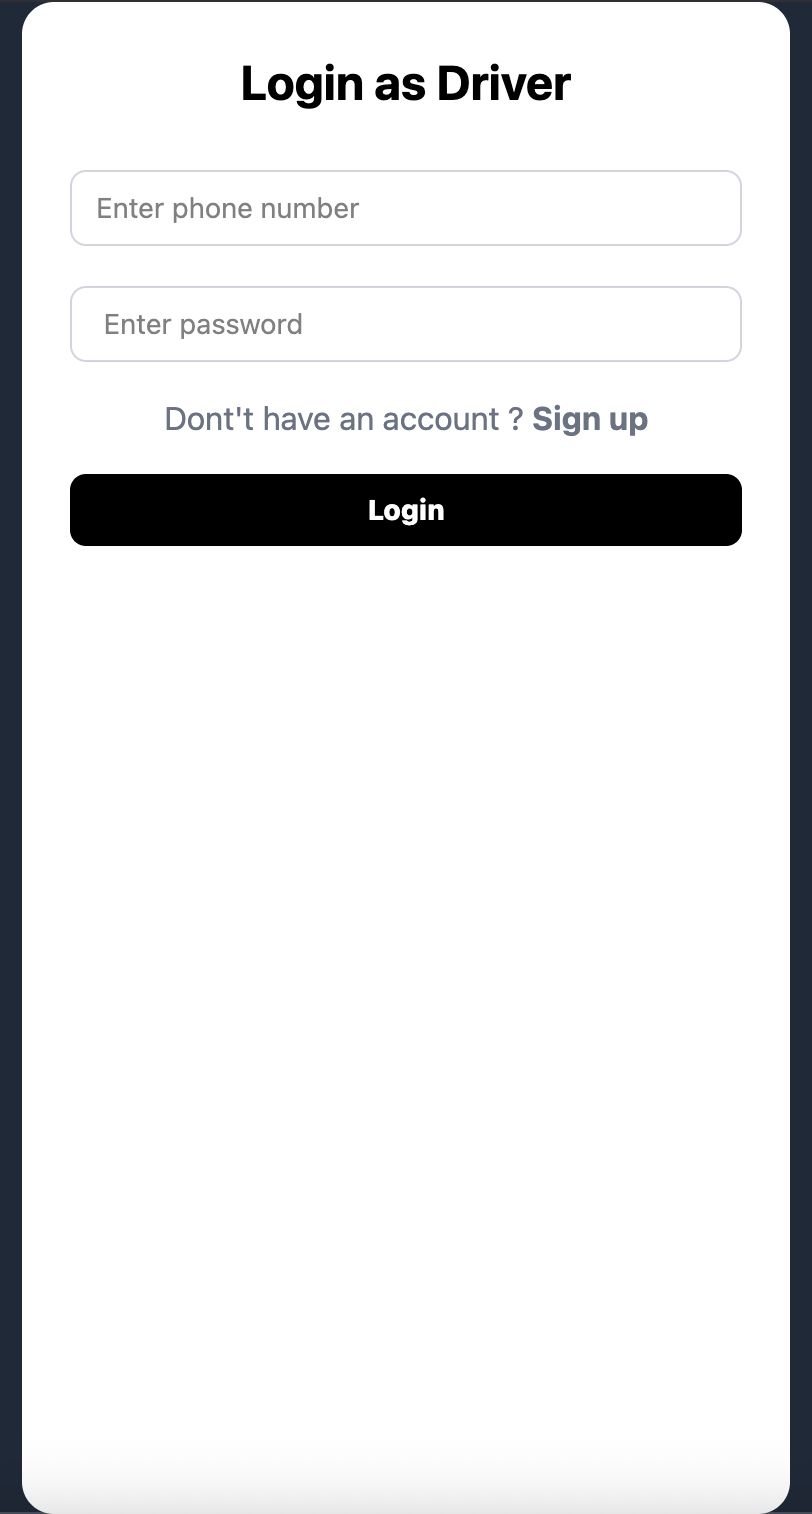 Login as Driver
Enter phone number
Enter password
Dont't have an account ? Sign up
Login